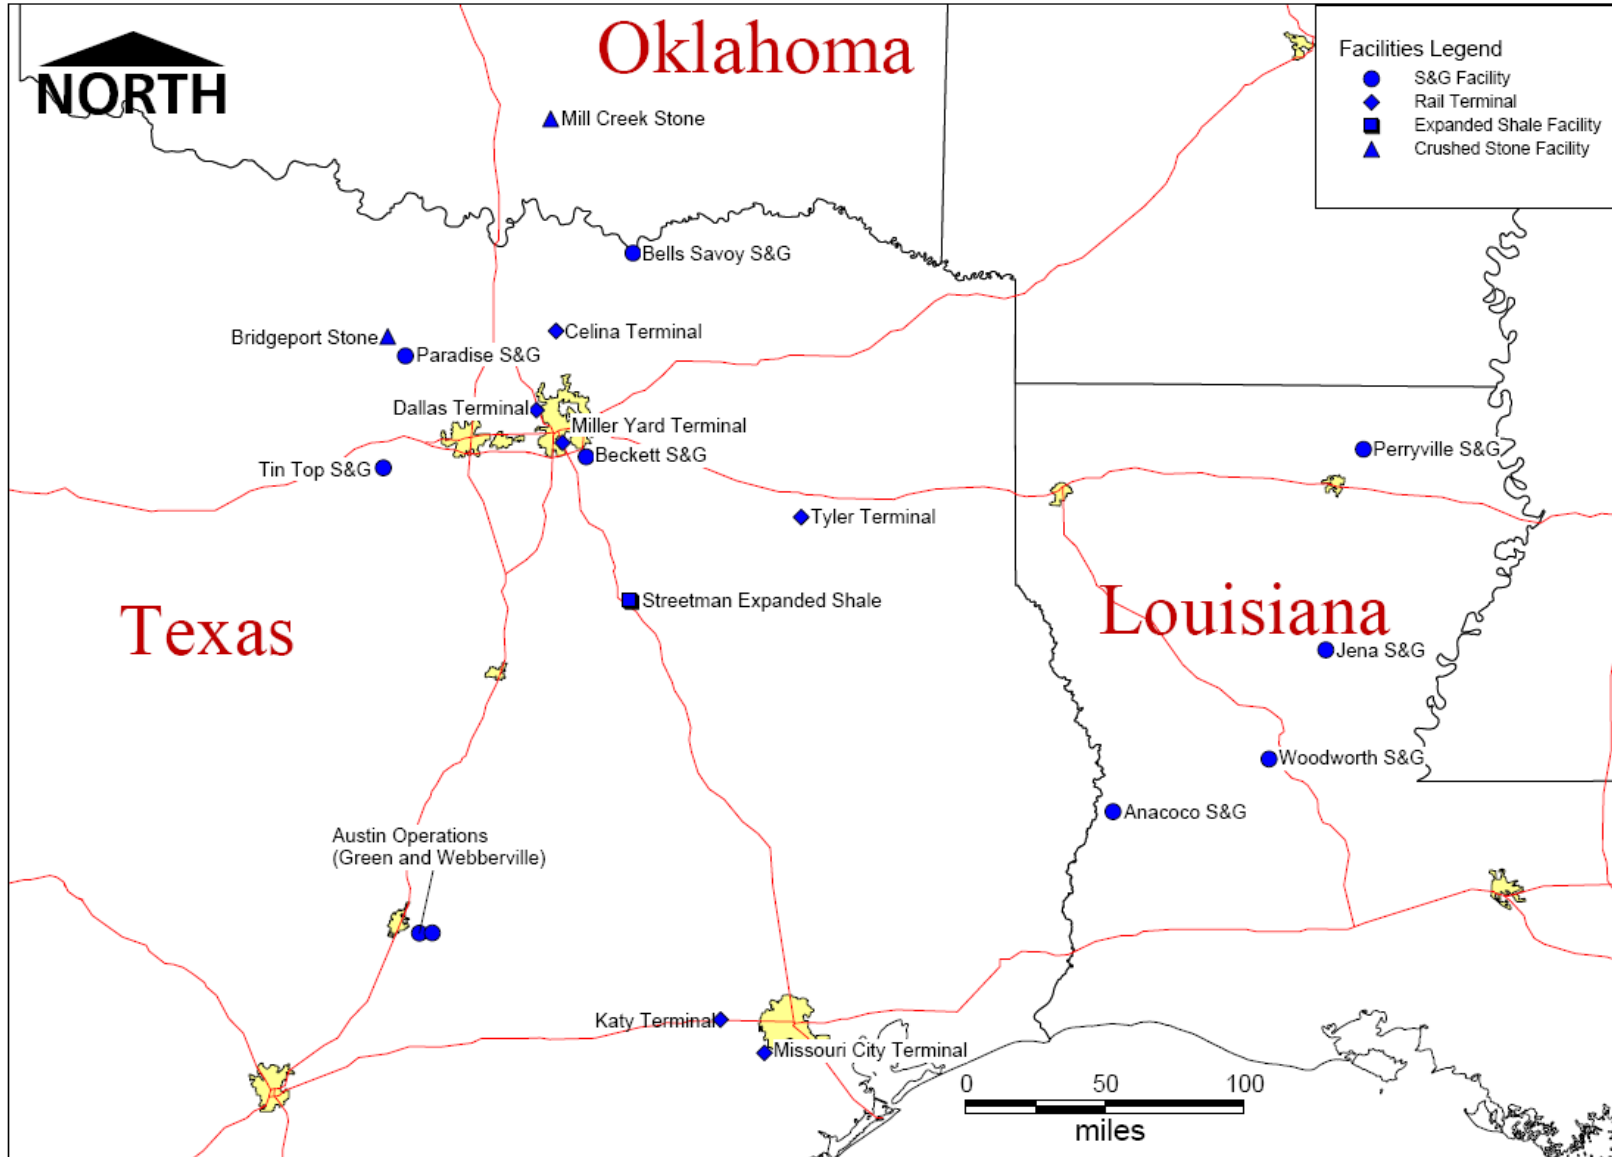 Oklahoma
NORTH
Facilities Legend
S&G Facility
Rail Terminal
Expanded Shale Facility
Crushed Stone Facility
Mill Creek Stone
Bells Savoy S&G
Celina Terminal
Bridgeport Stone
Paradise S&G
Dallas Terminal
Miller Yard Terminal
Beckett S&G
Tin Top S&G
Perryville S&G
Tyler Terminal
Streetman Expanded Shale
Texas
Louisiana
Jena S&G
Woodworth S&G
Anacoco S&G
Austin Operations
(Green and Webberville)
Katy Terminal
Missouri City Terminal
0 50 100
miles